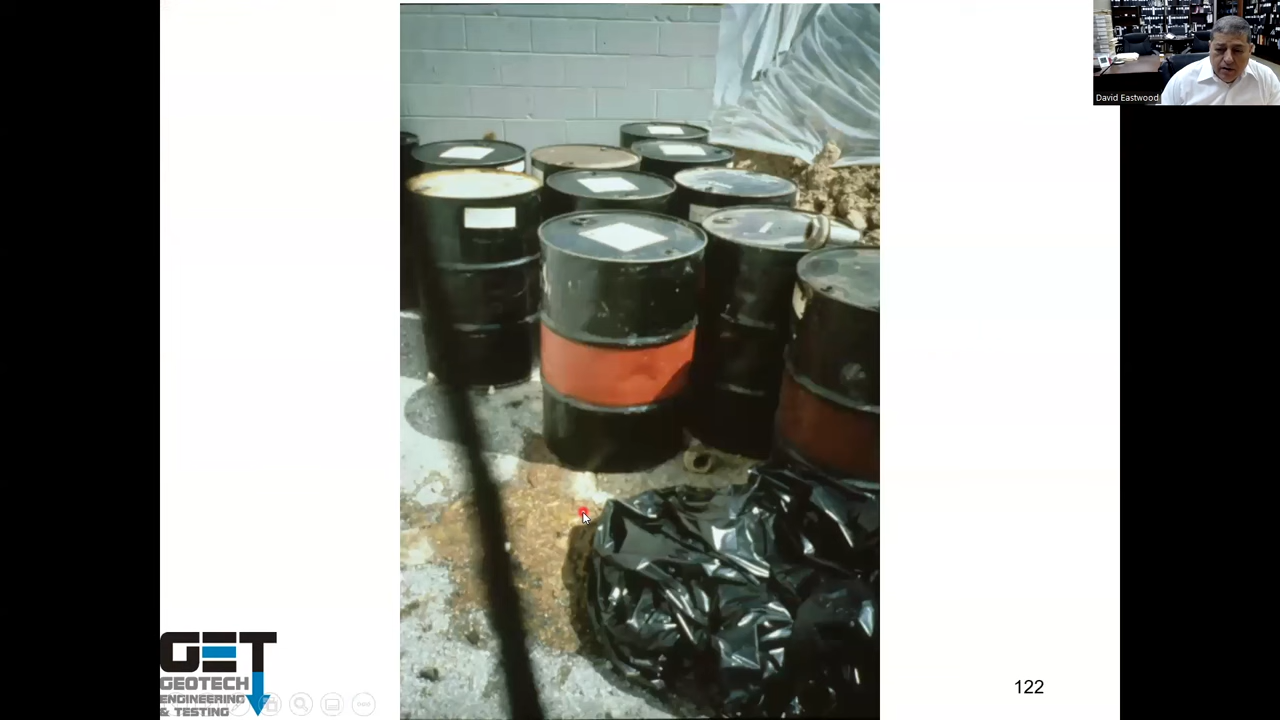 David Eastwood
GET
GEOTECH
ENGINEERING
& TESTING
122